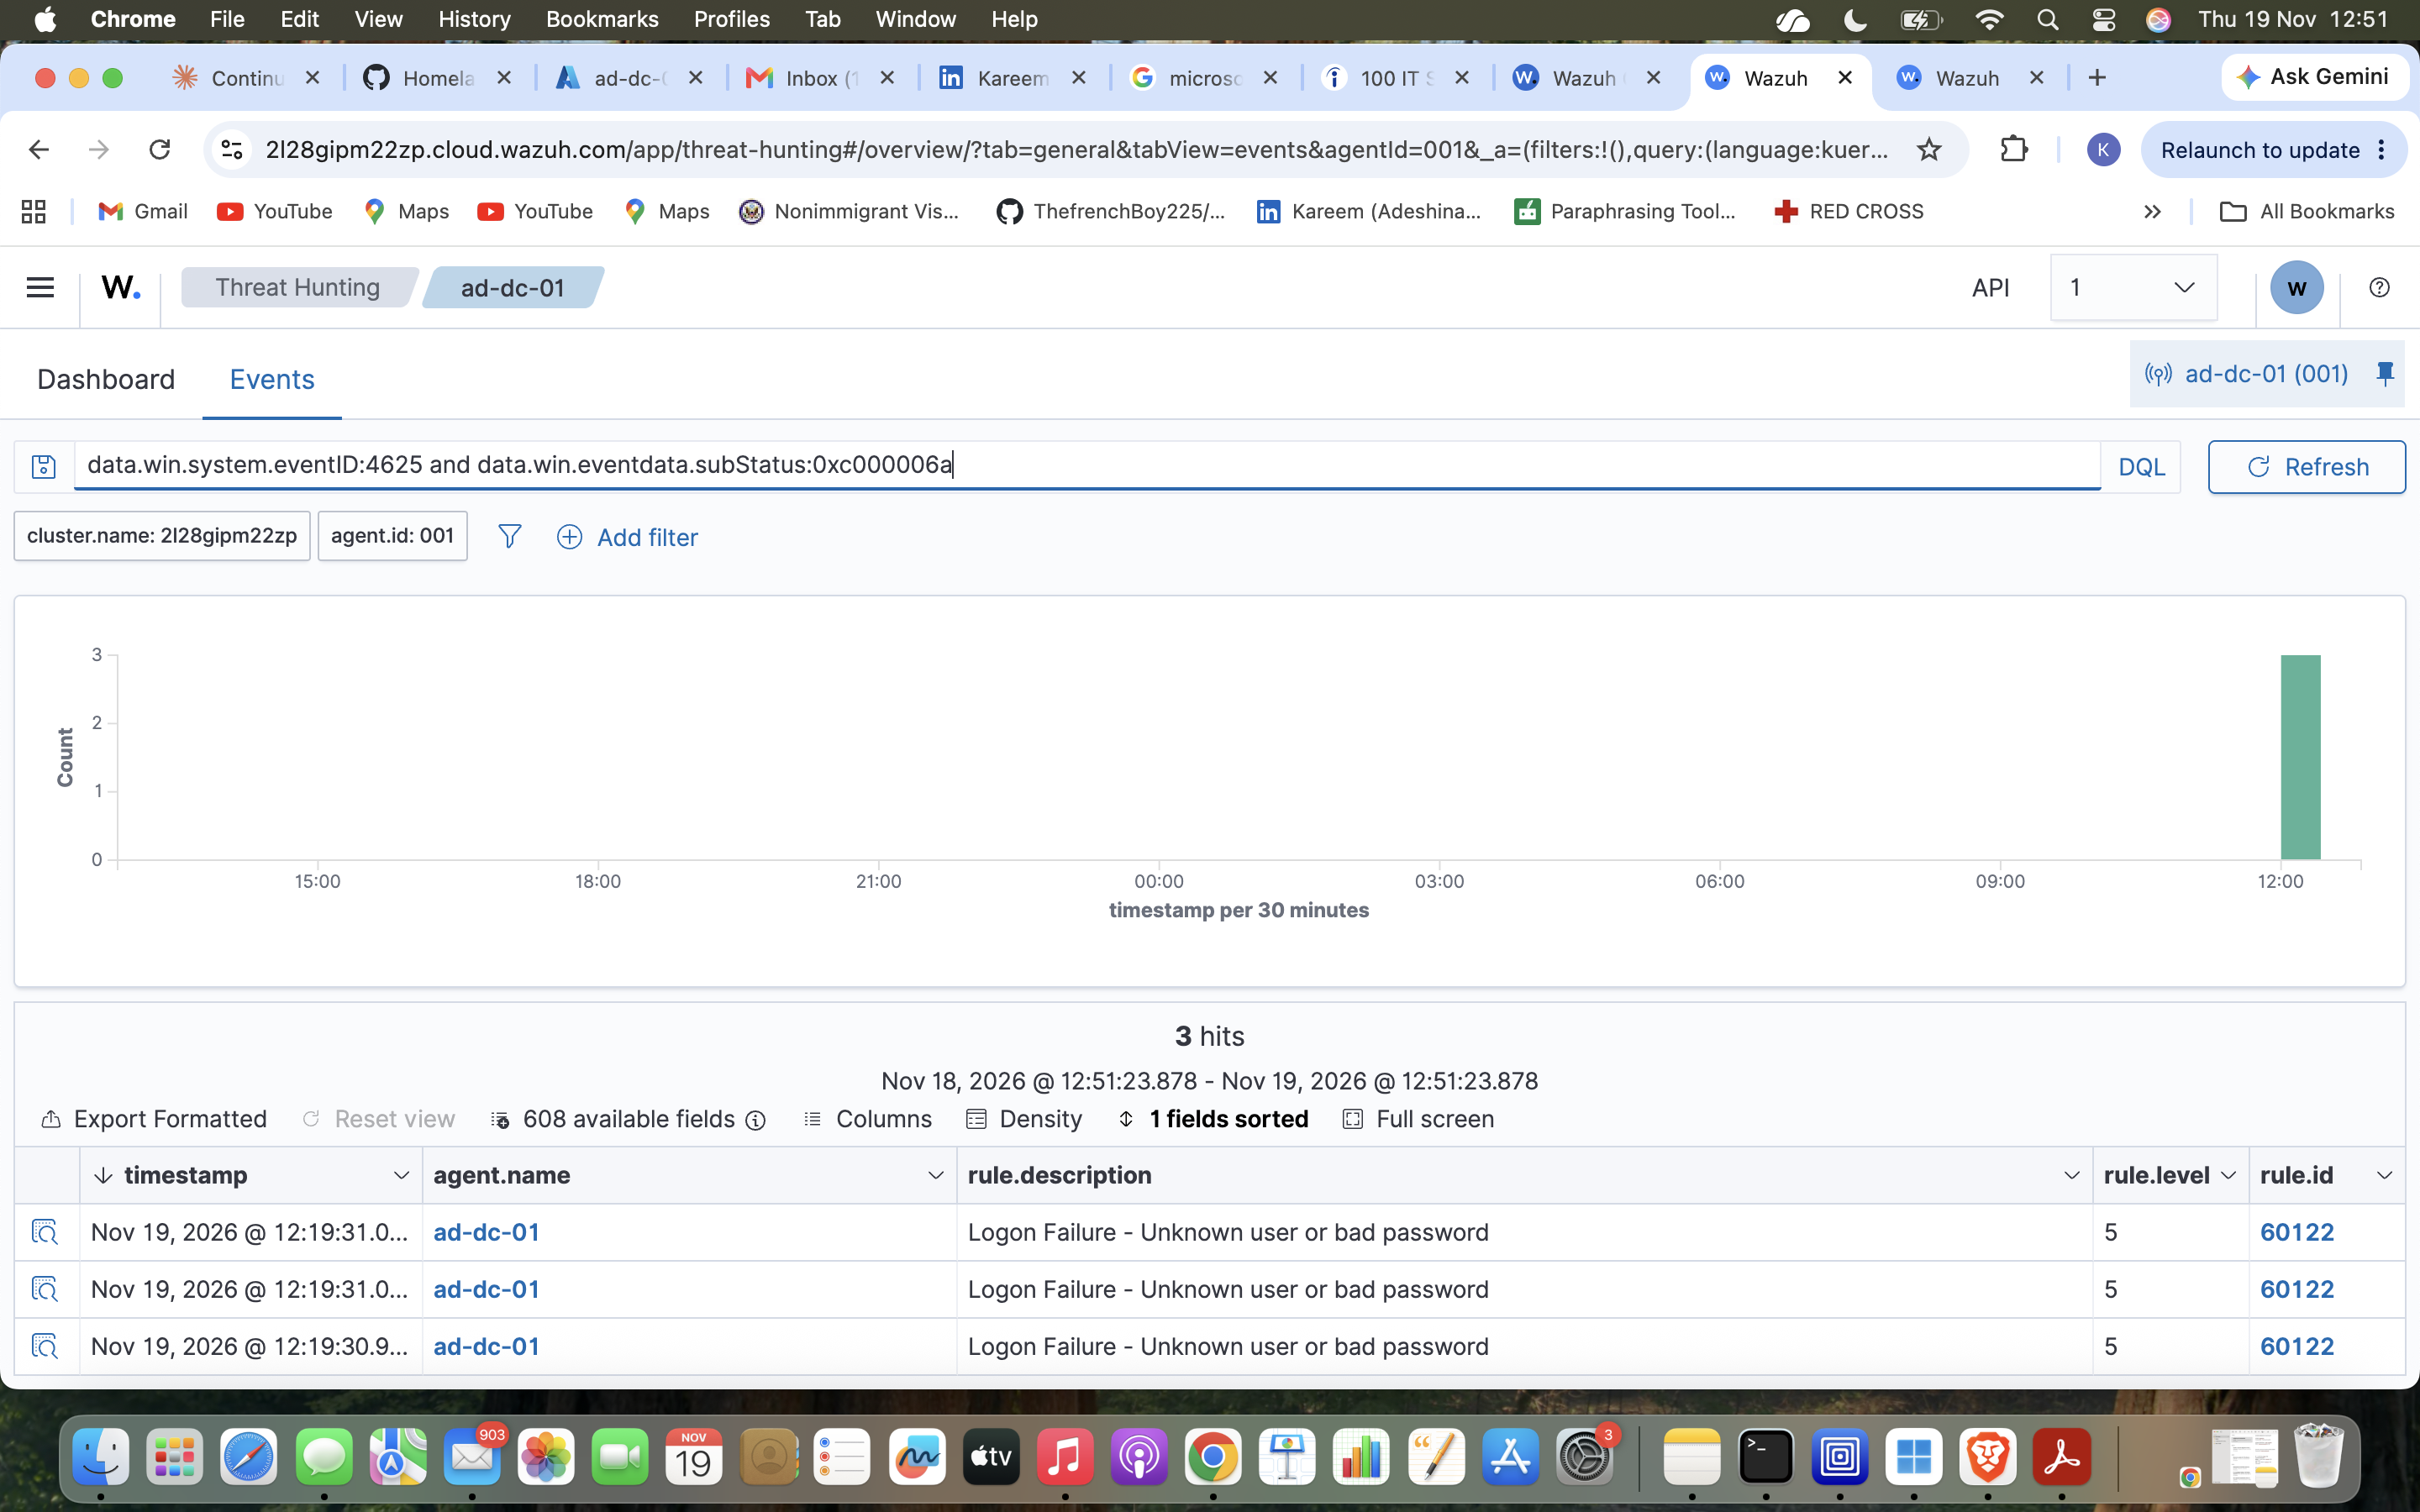 Chrome File Edit View History Bookmarks Profiles Tab Window Help Thu 19 Nov 12:51
Continu Homela ad-dc-( Inbox (1 Kareem microso 100 IT S Wazuh Wazuh Wazuh Ask Gemini
2l28gipm22zp.cloud.wazuh.com/app/threat-hunting#/overview/?tab=general&tabView=events&agentId=001&_a=(filters:!(),query:(language:kuer... K Relaunch to update
Gmail YouTube Maps YouTube Maps Nonimmigrant Vis... ThefrenchBoy225/... Kareem (Adeshina... Paraphrasing Tool... RED CROSS » All Bookmarks
W. Threat Hunting ad-dc-01 API 1 W ?
Dashboard Events ad-dc-01 (001)
data.win.system.eventID:4625 and data.win.eventdata.subStatus:0xc000006a DQL Refresh
cluster.name: 2l28gipm22zp agent.id: 001 Add filter
3
2
1
0
Count
15:00 18:00 21:00 00:00 03:00 06:00 09:00 12:00
timestamp per 30 minutes
3 hits
Nov 18, 2026 @ 12:51:23.878 - Nov 19, 2026 @ 12:51:23.878
Export Formatted Reset view 608 available fields Columns Density 1 fields sorted Full screen
timestamp agent.name rule.description rule.level rule.id
Nov 19, 2026 @ 12:19:31.0... ad-dc-01 Logon Failure - Unknown user or bad password 5 60122
Nov 19, 2026 @ 12:19:31.0... ad-dc-01 Logon Failure - Unknown user or bad password 5 60122
Nov 19, 2026 @ 12:19:30.9... ad-dc-01 Logon Failure - Unknown user or bad password 5 60122
903 NOV 19 tv 3